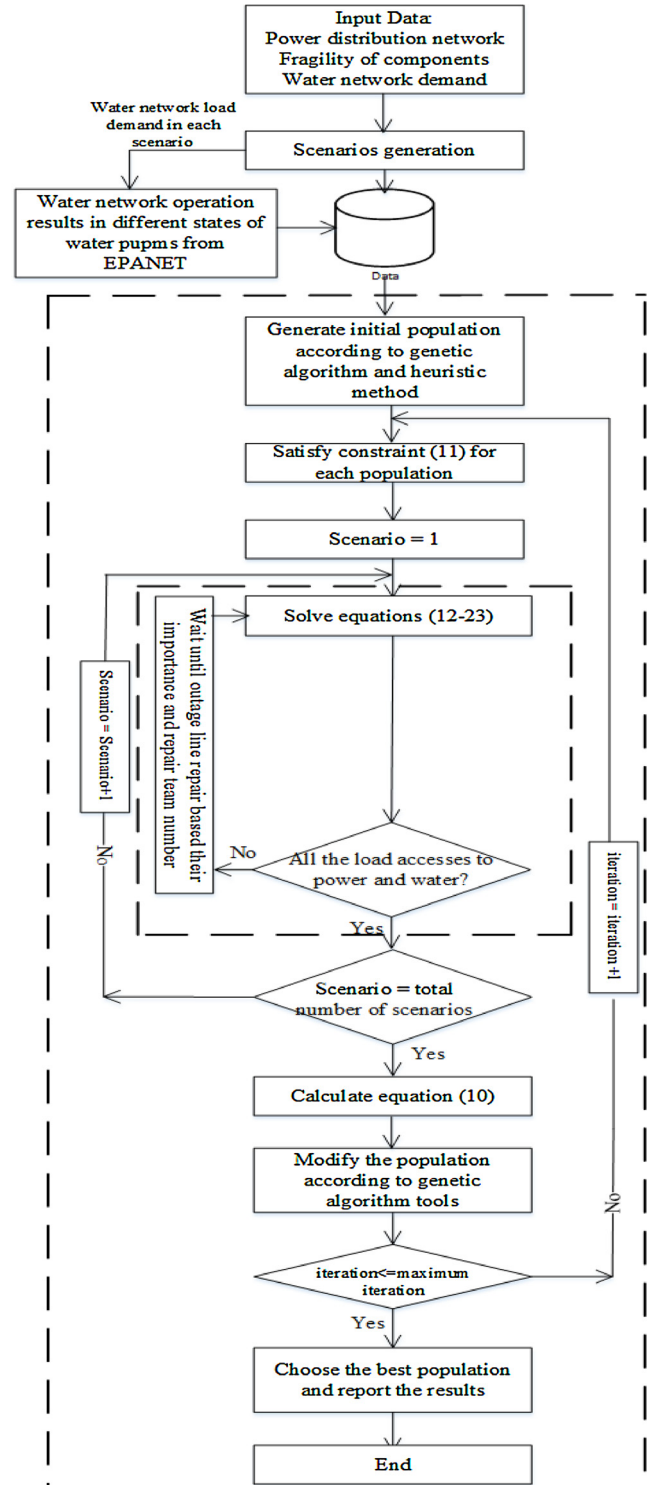 Input Data:
Power distribution network
Fragility of components
Water network demand
Water network load
demand in each
scenario
Scenarios generation
Water network operation
results in different states of
water pupms from
EPANET
Data
Generate initial population
according to genetic
algorithm and heuristic
method
Satisfy constraint (11) for
each population
Scenario = 1
Solve equations (12-23)
Wait until outage line repair based their
importance and repair team number
Scenario = Scenario+1
All the load accesses to
power and water?
No
Yes
No
iteration= iteration+1
Scenario = total
number of scenarios
Yes
Calculate equation (10)
Modify the population
according to genetic
algorithm tools
No
iteration<=maximum
iteration
Yes
Choose the best population
and report the results
End